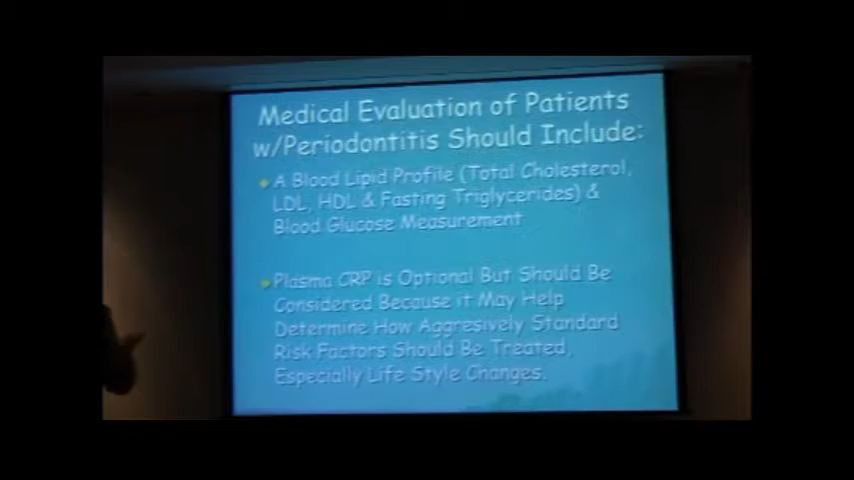 Medical Evaluation of Patients
w/Periodontitis Should Include:
A Blood Lipid Profile (Total Cholesterol,
LDL, HDL & Fasting Triglycerides) &
Blood Glucose Measurement
Plasma CRP is Optional But Should Be
Considered Because it May Help
Determine How Aggresively Standard
Risk Factors Should Be Treated,
Especially Life Style Changes.